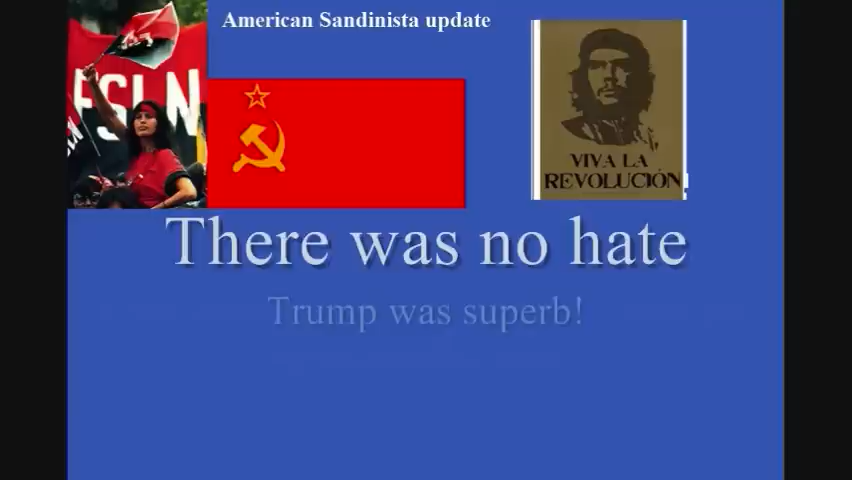 American Sandinista update
FSLN
VIVA LA
REVOLUCIÓN!
There was no hate
Trump was superb!